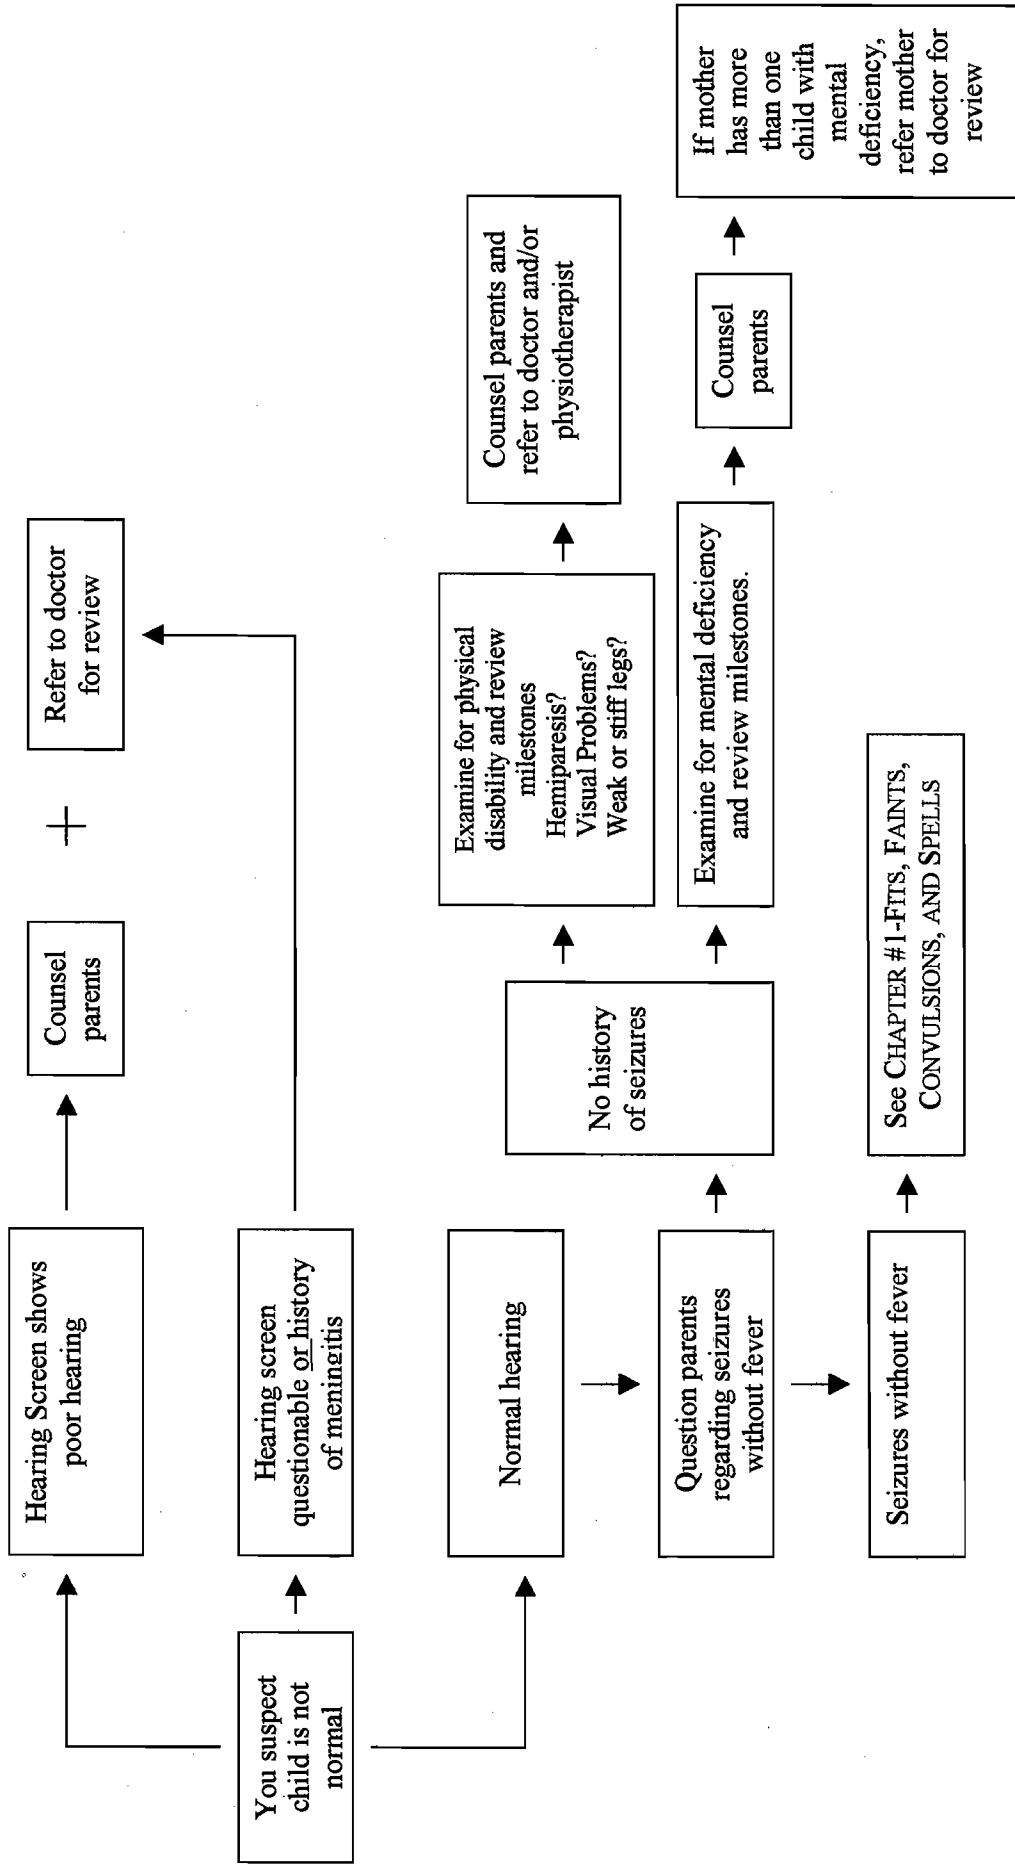 You suspect
child is not
normal
Hearing Screen shows
poor hearing
Counsel
parents
+
Refer to doctor
for review
Hearing screen
questionable or history
of meningitis
Normal hearing
Question parents
regarding seizures
without fever
No history
of seizures
Examine for physical
disability and review
milestones
Hemiparesis?
Visual Problems?
Weak or stiff legs?
Counsel parents and
refer to doctor and/or
physiotherapist
Examine for mental deficiency
and review milestones.
Counsel
parents
If mother
has more
than one
child with
mental
deficiency,
refer mother
to doctor for
review
Seizures without fever
See CHAPTER #1-FITS, FAINTS,
CONVULSIONS, AND SPELLS